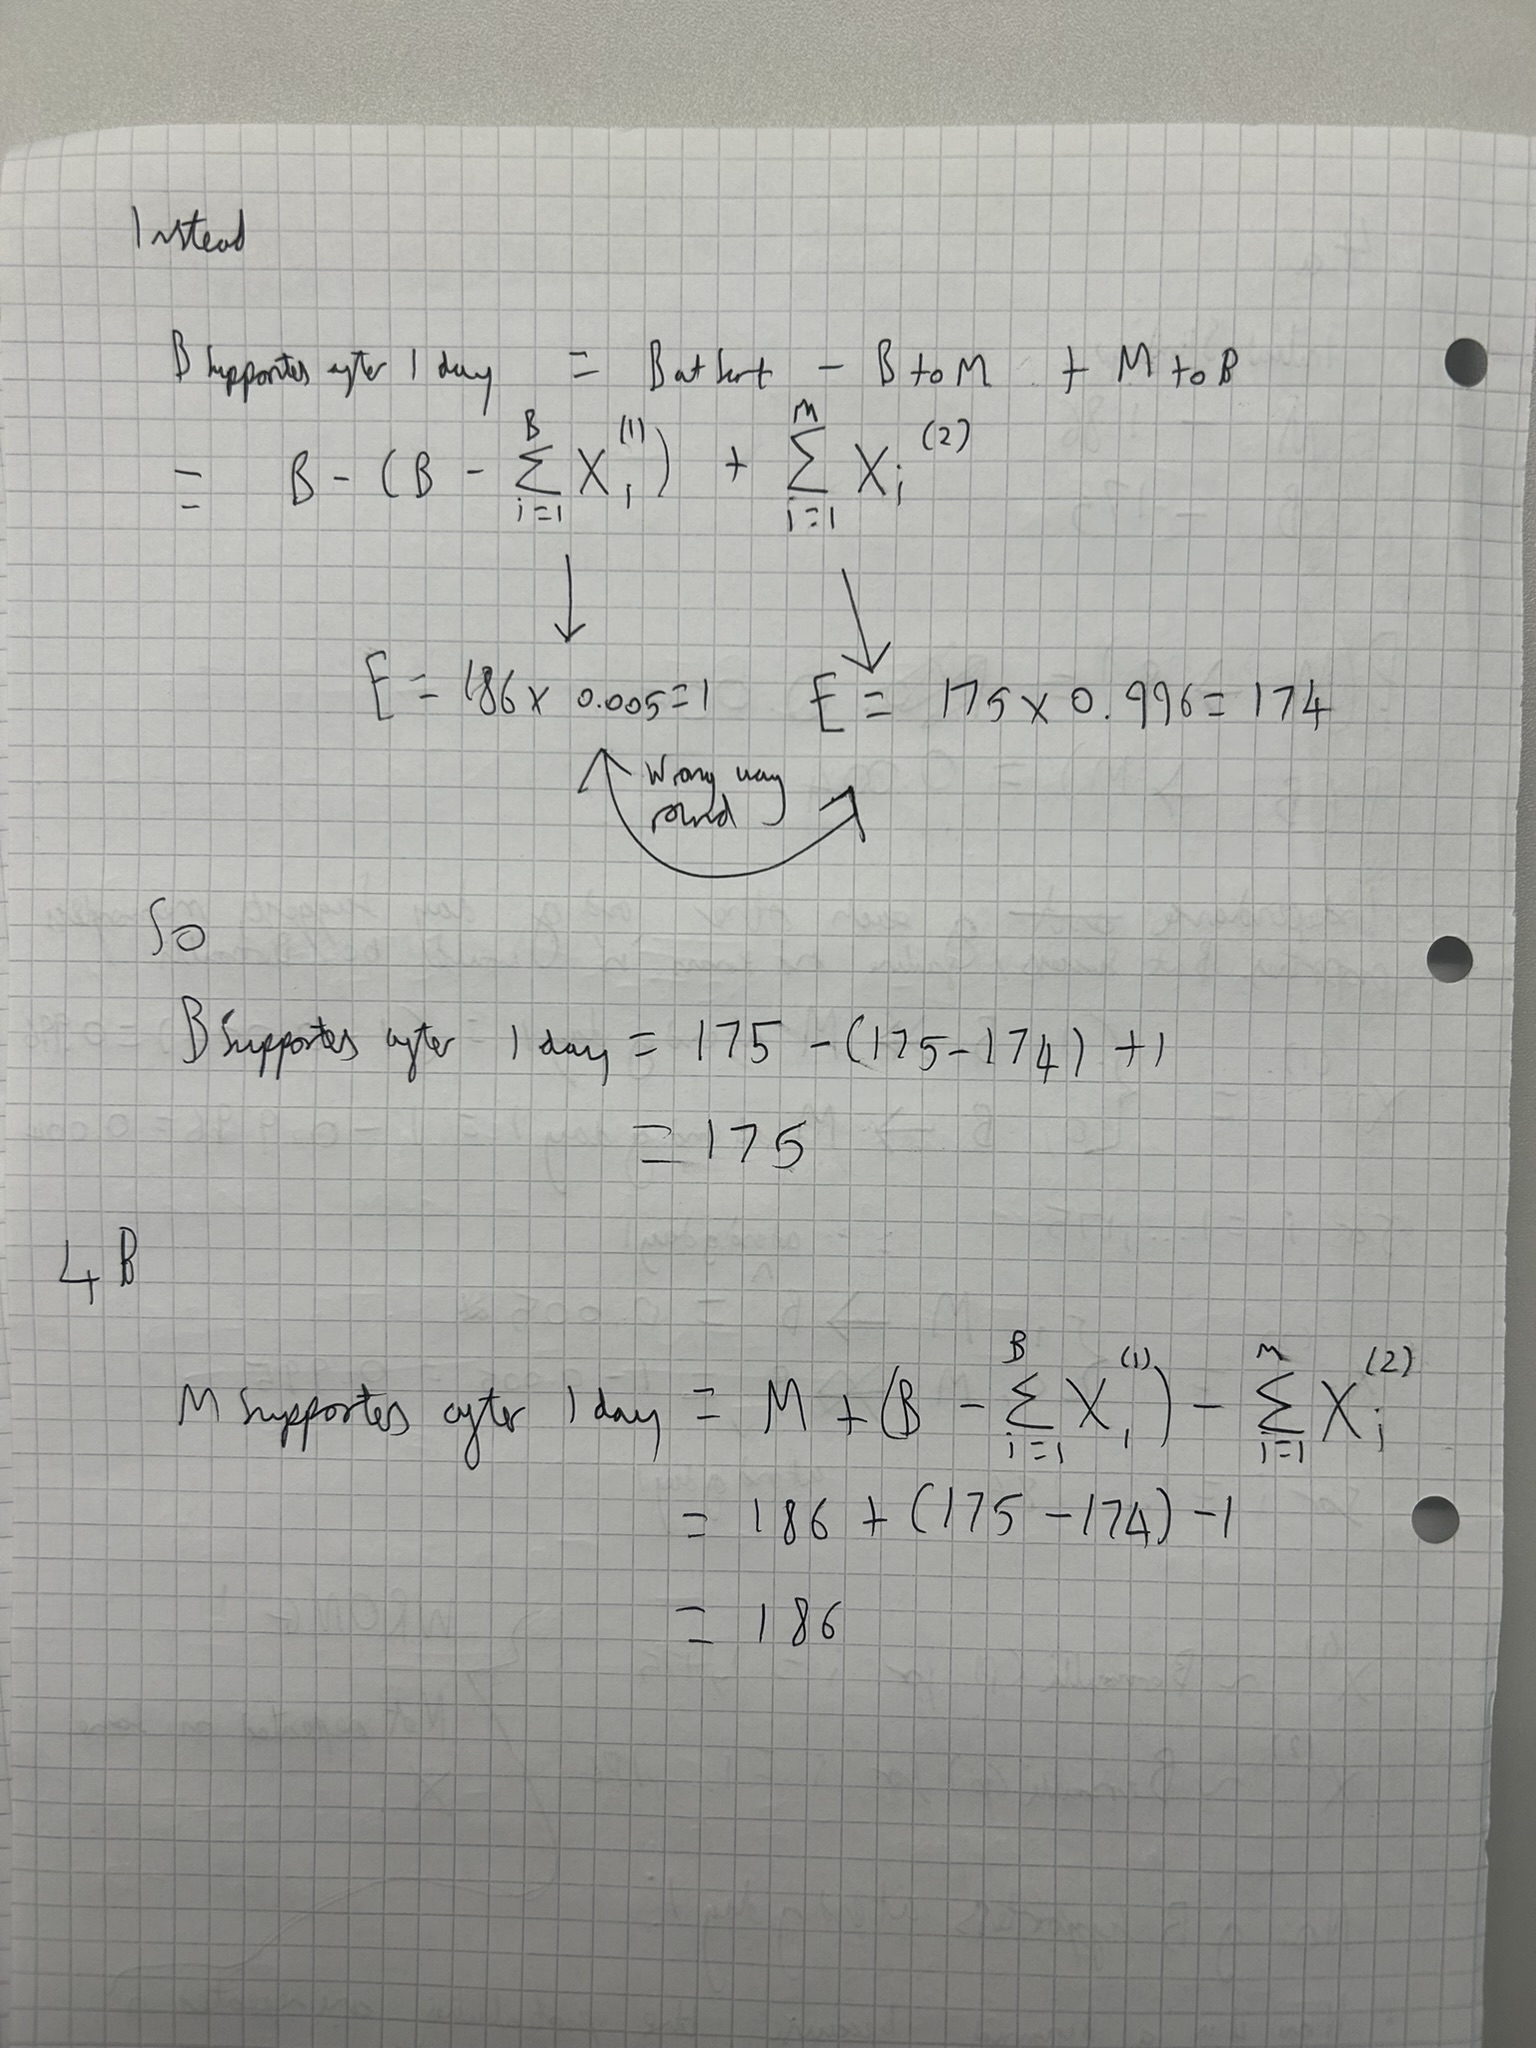 Instead
B supporters after 1 day = B at start - B to M + M to B
= B - (B - \sum_{i=1}^{B} X_i^{(1)}) + \sum_{i=1}^{M} X_i^{(2)}
E = 186 x 0.005 = 1 E = 175 x 0.996 = 174
Wrong way
round
So
B supporters after 1 day = 175 - (175 - 174) + 1
= 175
4 B
M supporters after 1 day = M + (B - \sum_{i=1}^{B} X_i^{(1)}) - \sum_{i=1}^{M} X_i^{(2)}
= 186 + (175 - 174) - 1
= 186